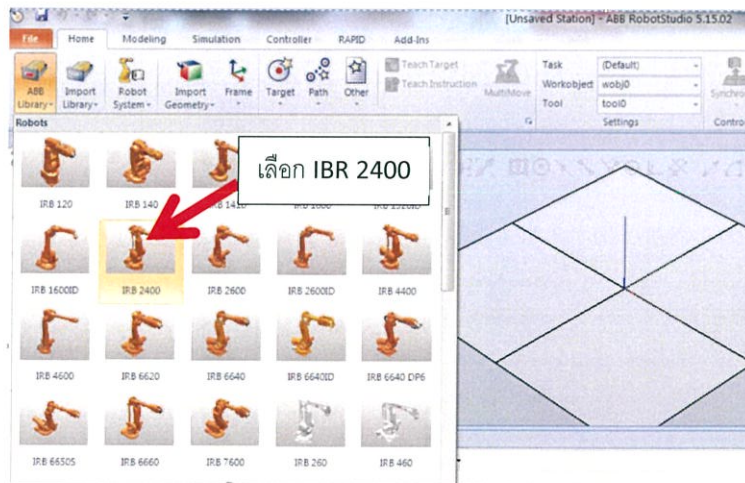 [Unsaved Station] - ABB RobotStudio 5.15.02
File Home Modeling Simulation Controller RAPID Add-Ins
ABB Library Import Library Robot System Import Geometry Frame Target Path Other
Teach Target
Teach Instruction
MultiMove
Task (Default)
Workobject wobj0
Tool tool0
Settings
Robots
เลือก IBR 2400
IRB 120 IRB 140
IRB 1600ID IRB 2400 IRB 2600 IRB 2600ID IRB 4400
IRB 4600 IRB 6620 IRB 6640 IRB 6640ID IRB 6640 DP6
IRB 6650S IRB 6660 IRB 7600 IRB 260 IRB 460